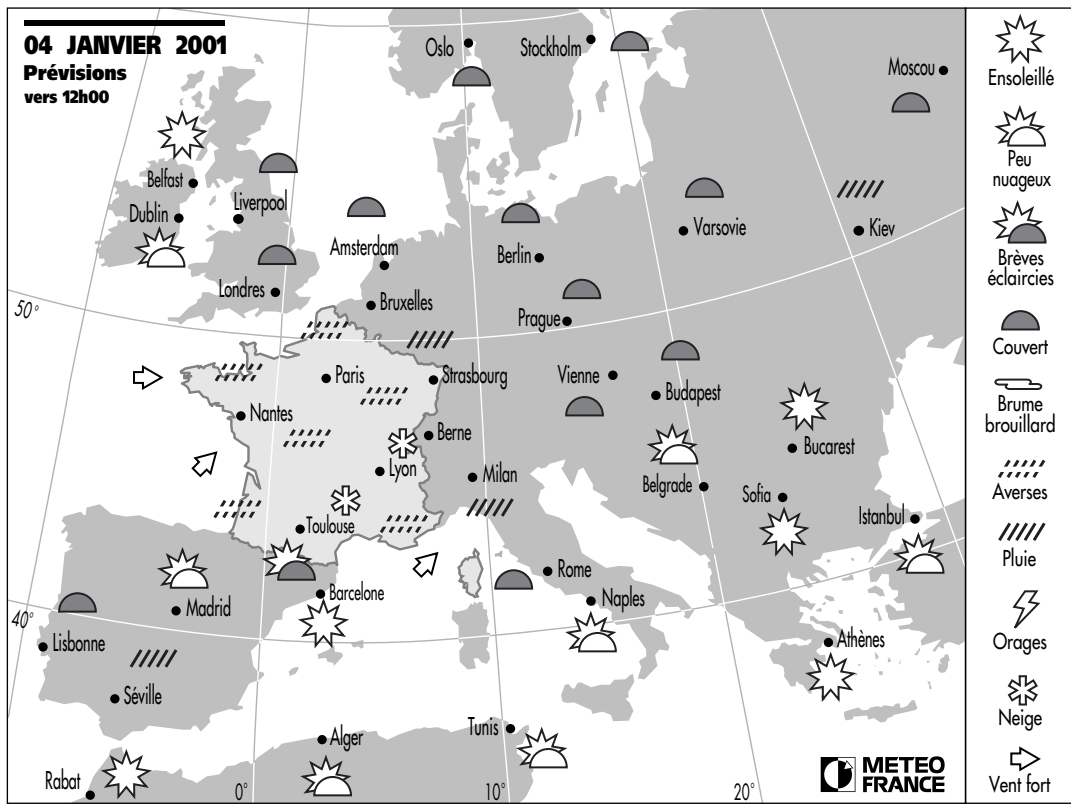 04 JANVIER 2001
Prévisions
vers 12h00
Oslo
Stockholm
Moscou
Belfast
Dublin
Liverpool
Varsovie
Kiev
Amsterdam
Berlin
Londres
Bruxelles
50°
Prague
Paris
Strasbourg
Vienne
Budapest
Nantes
Berne
Bucarest
Lyon
Milan
Belgrade
Sofia
Istanbul
Toulouse
Rome
Madrid
Barcelone
Naples
40°
Lisbonne
Athènes
Séville
Alger
Tunis
Rabat
0°
10°
20°
METEO
FRANCE
Ensoleillé
Peu
nuageux
Brèves
éclaircies
Couvert
Brume
brouillard
Averses
Pluie
Orages
Neige
Vent fort